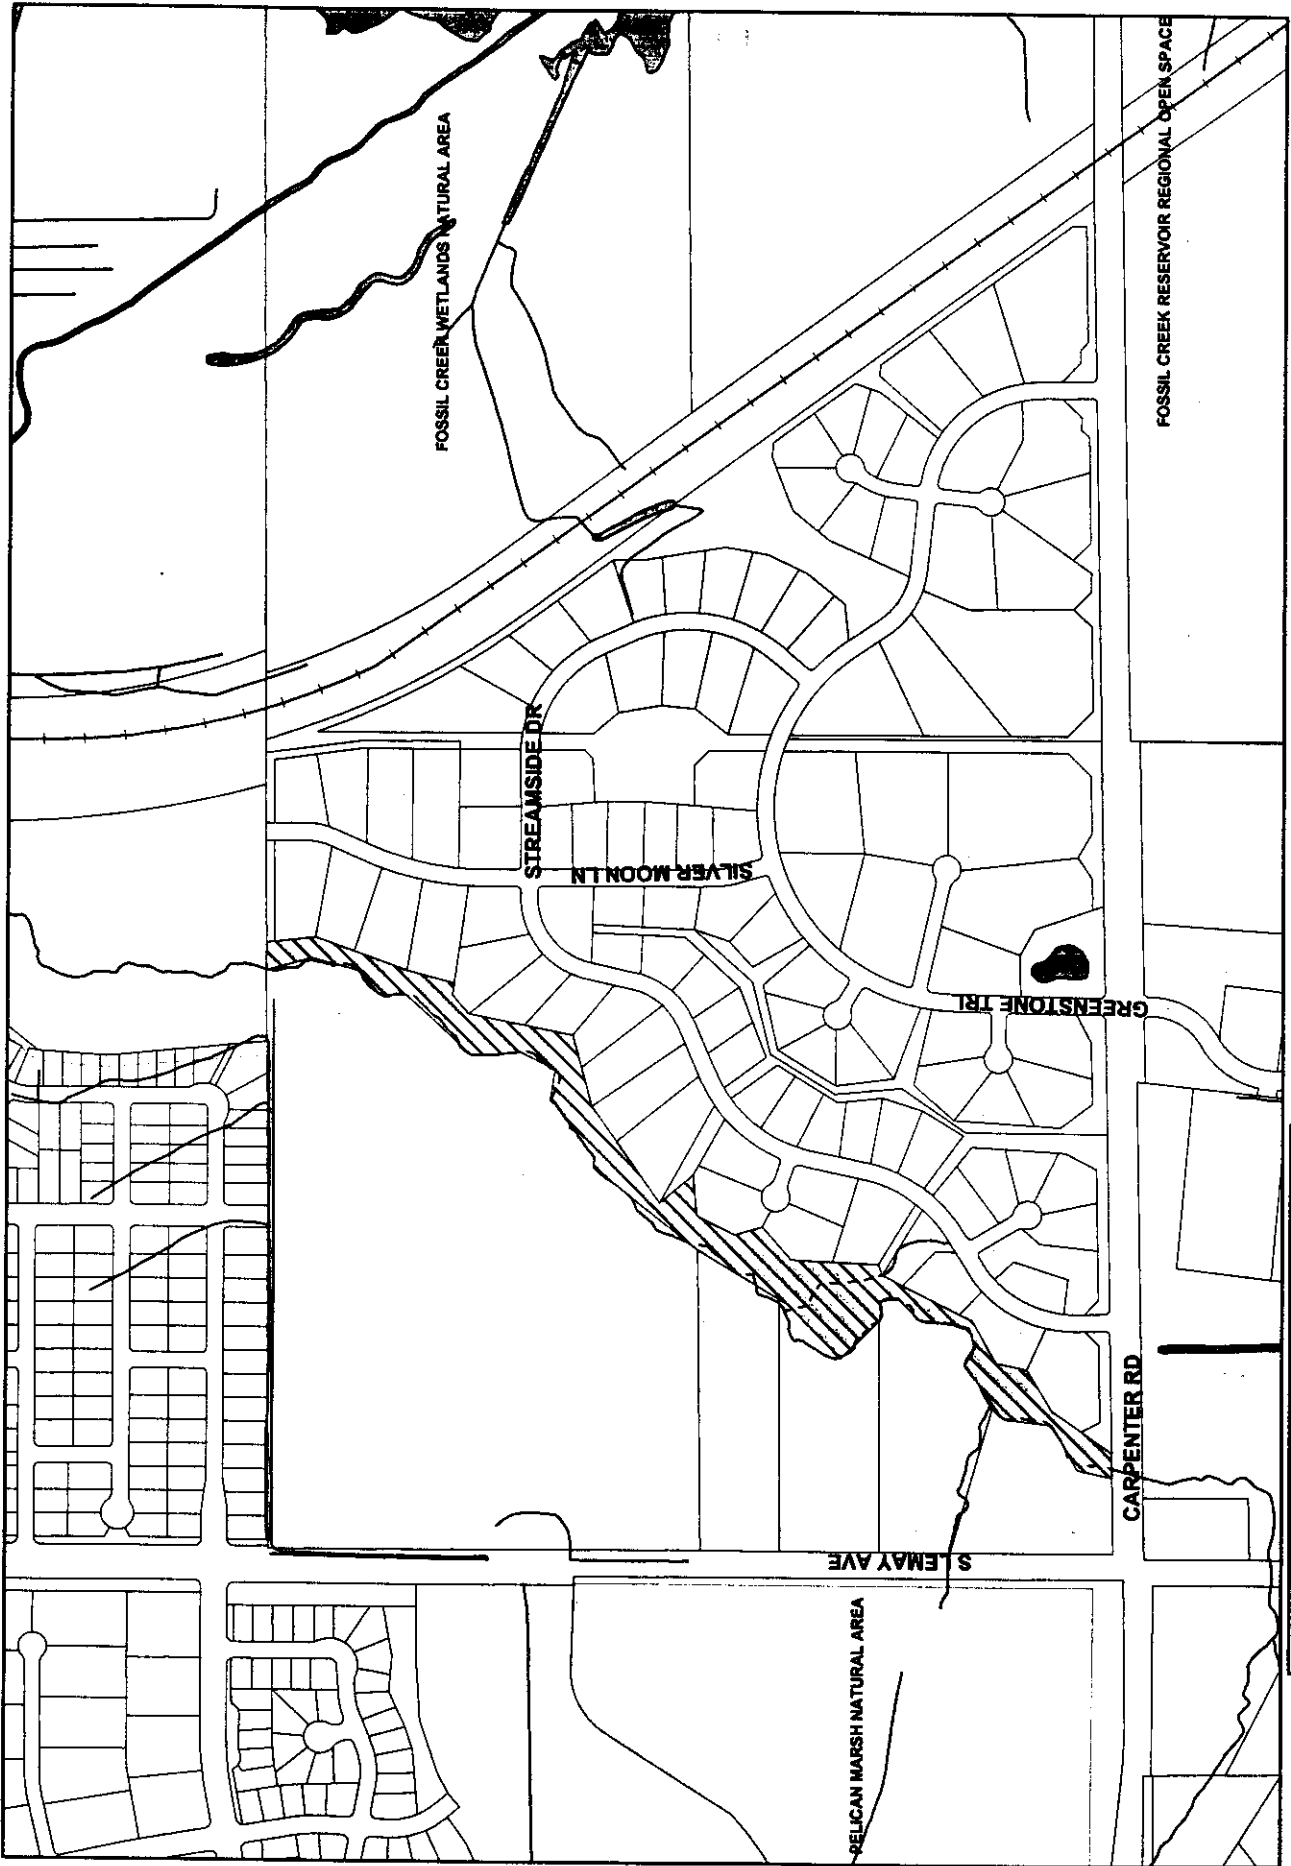 FOSSIL CREEK WETLANDS NATURAL AREA
FOSSIL CREEK RESERVOIR REGIONAL OPEN SPACE
STREAMSIDE DR
SILVER MOON LN
GREENSTONE TRL
CARPENTER RD
S LEMAY AVE
PELICAN MARSH NATURAL AREA